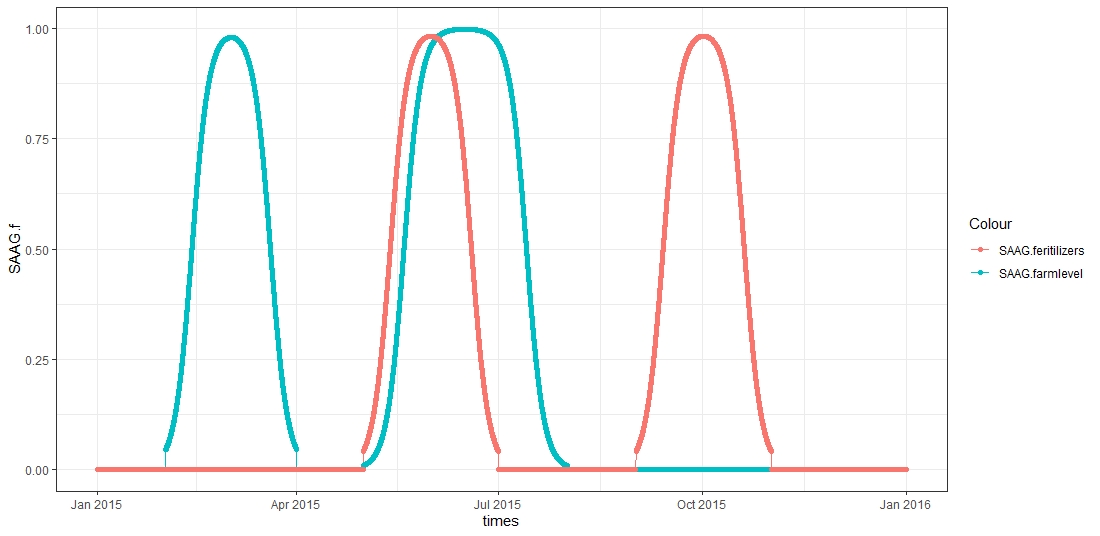 1.00
0.75
0.50
0.25
0.00
SAAG.f
Jan 2015
Apr 2015
Jul 2015
Oct 2015
Jan 2016
times
Colour
SAAG.feritilizers
SAAG.farmlevel